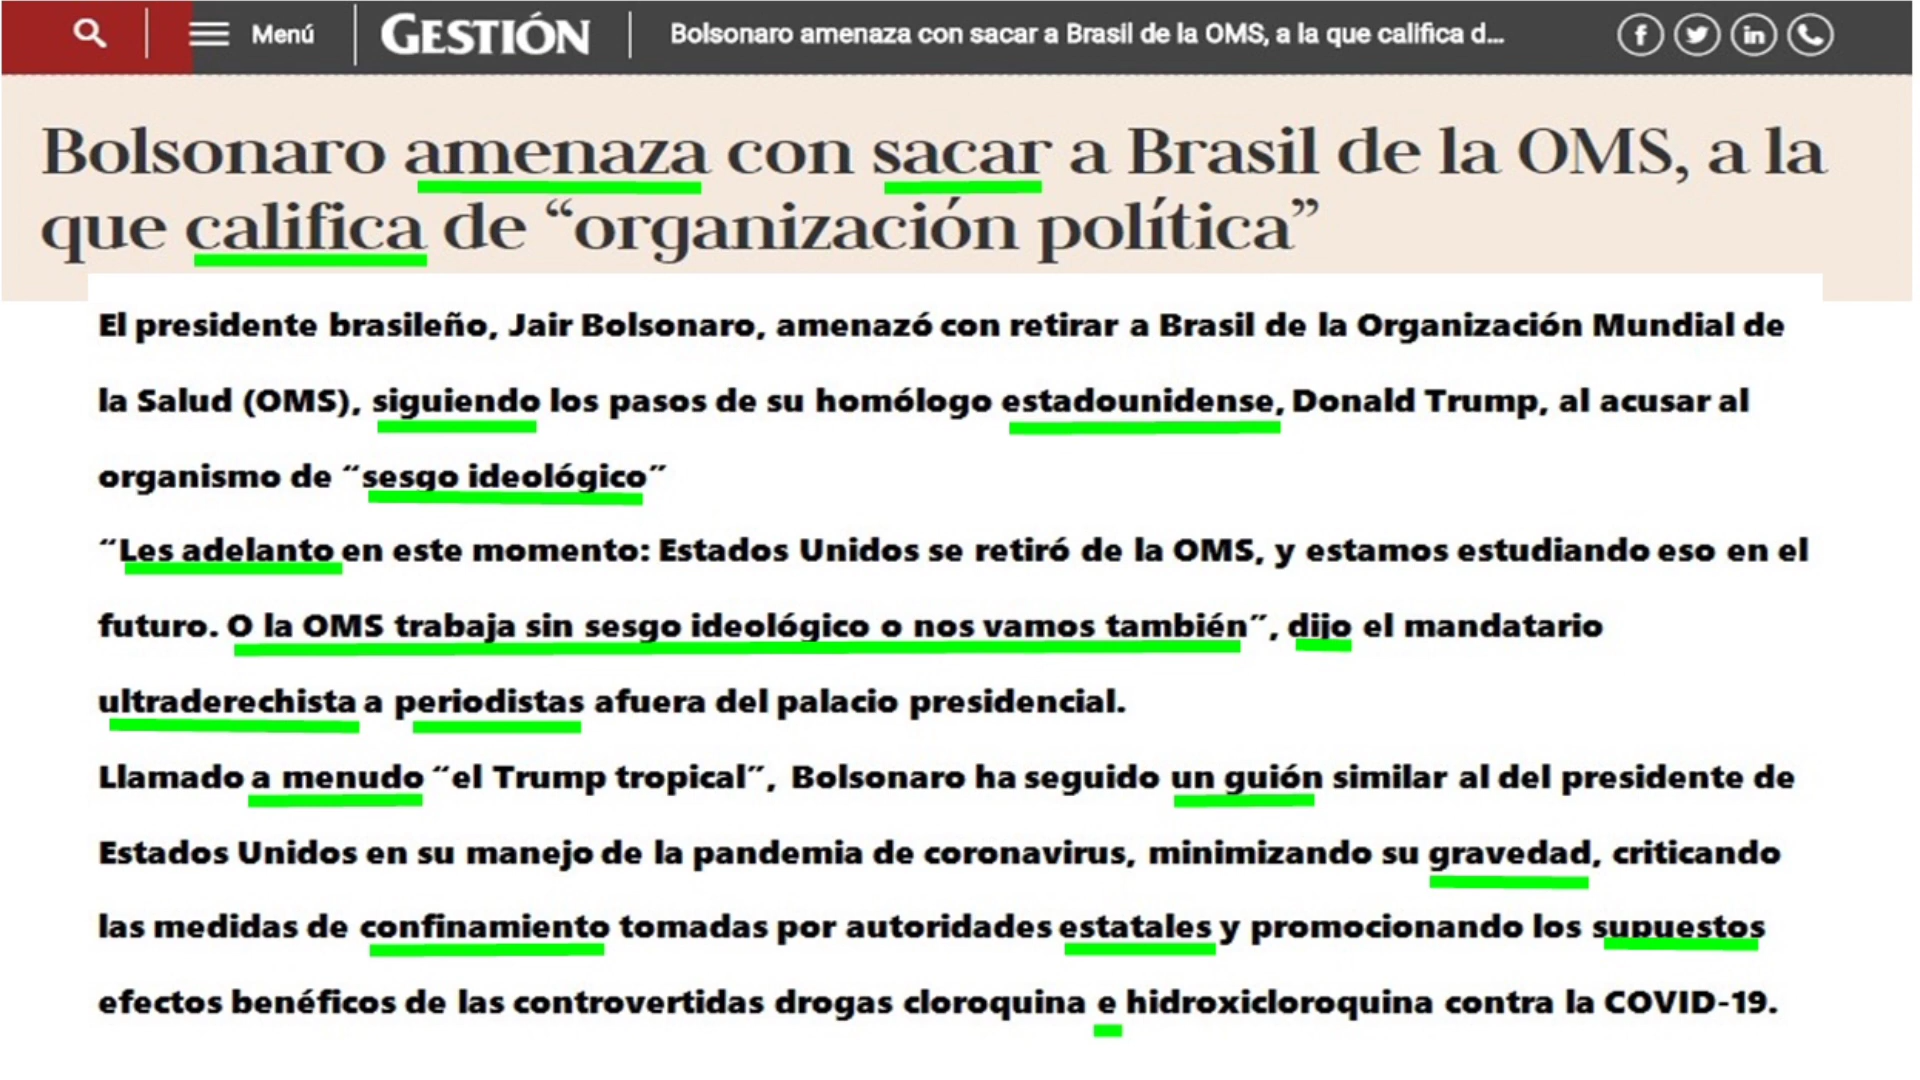 Menú GESTIÓN Bolsonaro amenaza con sacar a Brasil de la OMS, a la que califica d...
Bolsonaro amenaza con sacar a Brasil de la OMS, a la
que califica de “organización política”
El presidente brasileño, Jair Bolsonaro, amenazó con retirar a Brasil de la Organización Mundial de
la Salud (OMS), siguiendo los pasos de su homólogo estadounidense, Donald Trump, al acusar al
organismo de “sesgo ideológico”
“Les adelanto en este momento: Estados Unidos se retiró de la OMS, y estamos estudiando eso en el
futuro. O la OMS trabaja sin sesgo ideológico o nos vamos también”, dijo el mandatario
ultraderechista a periodistas afuera del palacio presidencial.
Llamado a menudo “el Trump tropical”, Bolsonaro ha seguido un guión similar al del presidente de
Estados Unidos en su manejo de la pandemia de coronavirus, minimizando su gravedad, criticando
las medidas de confinamiento tomadas por autoridades estatales y promocionando los supuestos
efectos benéficos de las controvertidas drogas cloroquina e hidroxicloroquina contra la COVID-19.